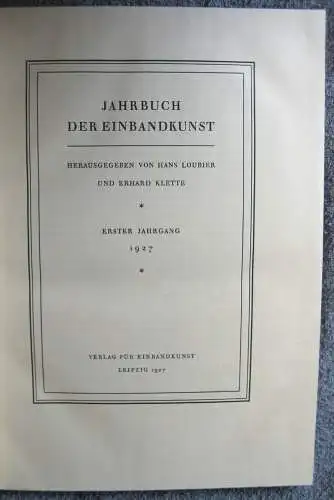 JAHRBUCH
DER EINBANDKUNST
HERAUSGEGEBEN VON HANS LOUBIER
UND ERHARD KLETTE
*
ERSTER JAHRGANG
1927
*
VERLAG FÜR EINBANDKUNST
LEIPZIG 1927